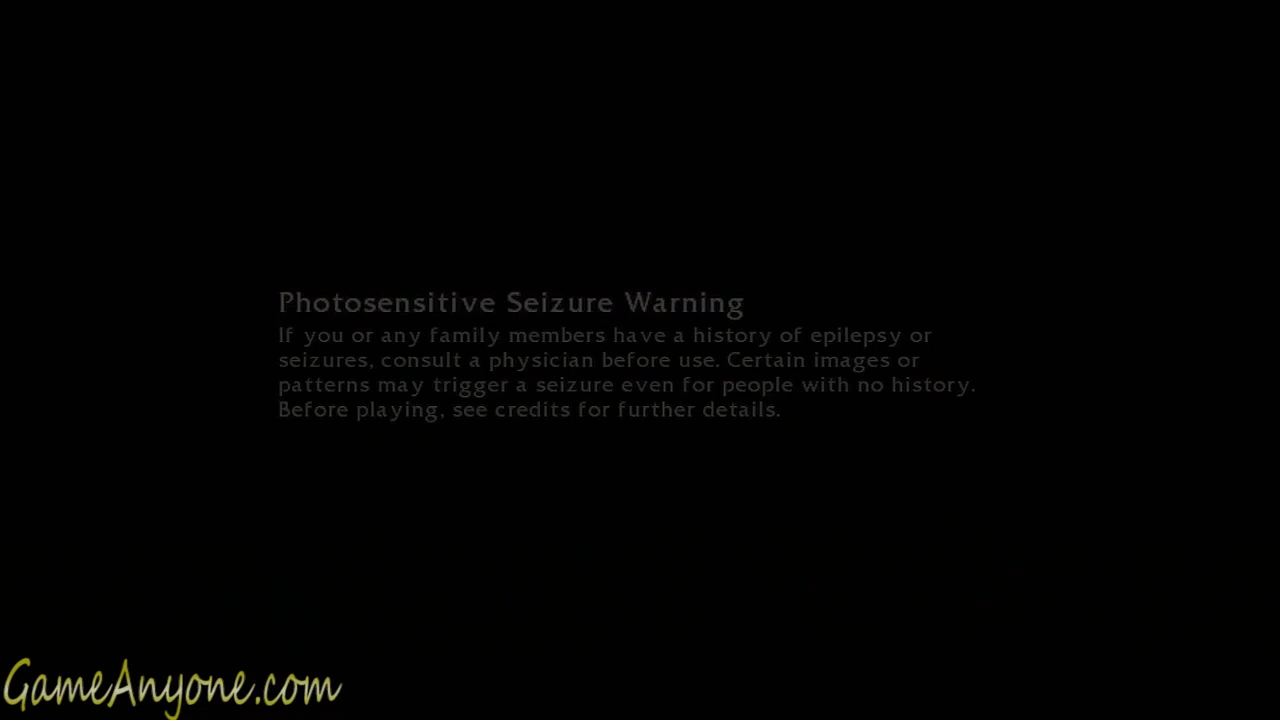 Photosensitive Seizure Warning
If you or any family members have a history of epilepsy or
seizures, consult a physician before use. Certain images or
patterns may trigger a seizure even for people with no history.
Before playing, see credits for further details.
GameAnyone.com